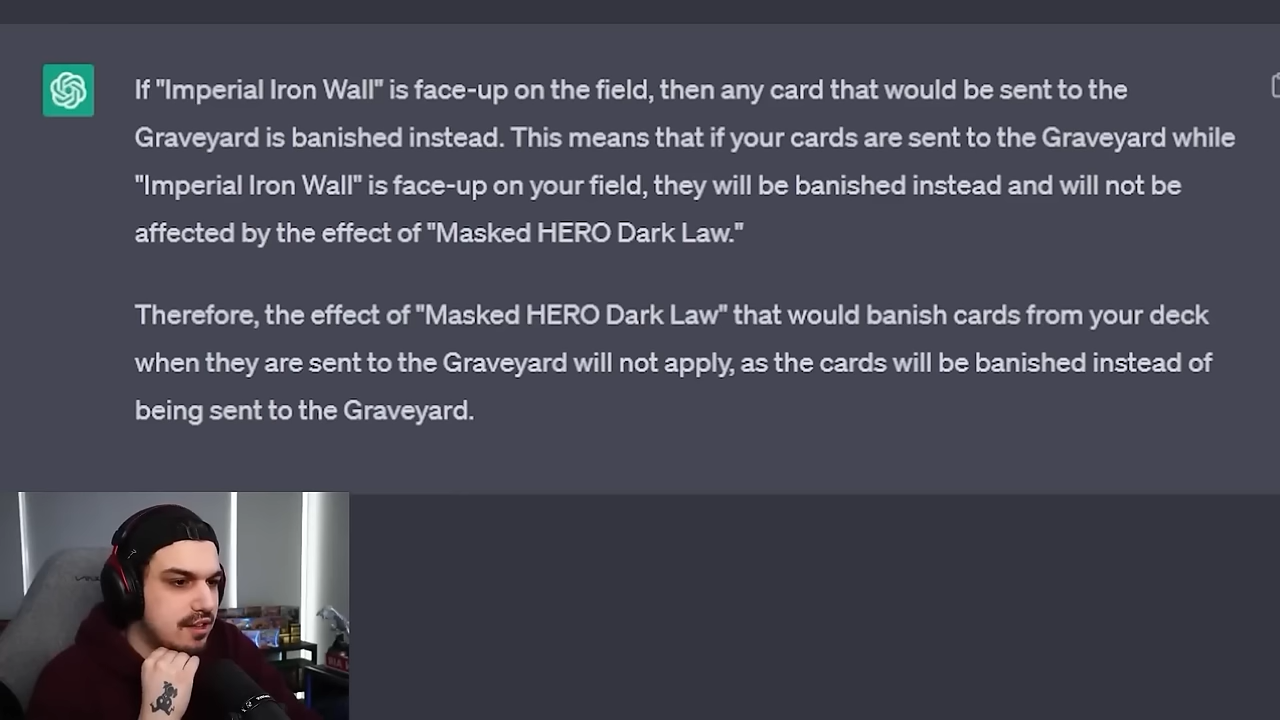 If "Imperial Iron Wall" is face-up on the field, then any card that would be sent to the
Graveyard is banished instead. This means that if your cards are sent to the Graveyard while
"Imperial Iron Wall" is face-up on your field, they will be banished instead and will not be
affected by the effect of "Masked HERO Dark Law."
Therefore, the effect of "Masked HERO Dark Law" that would banish cards from your deck
when they are sent to the Graveyard will not apply, as the cards will be banished instead of
being sent to the Graveyard.